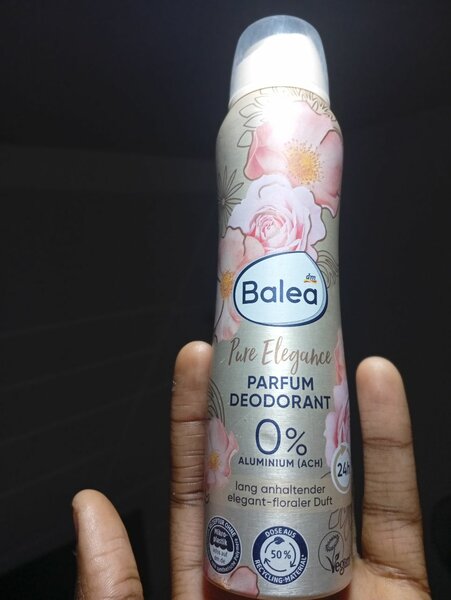 dm
Balea
Pure Elegance
PARFUM
DEODORANT
0%
ALUMINIUM (ACH)
24h
lang anhaltender
elegant-floraler Duft
DOSE AUS
50%
RECYCLING-MATERIAL
Vegan